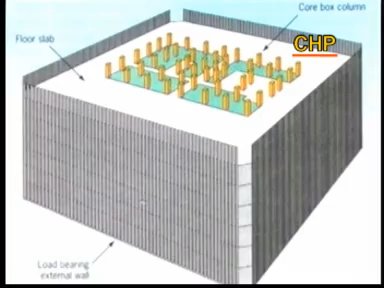 Core box column
Floor slab
CHP
Load bearing
external wall